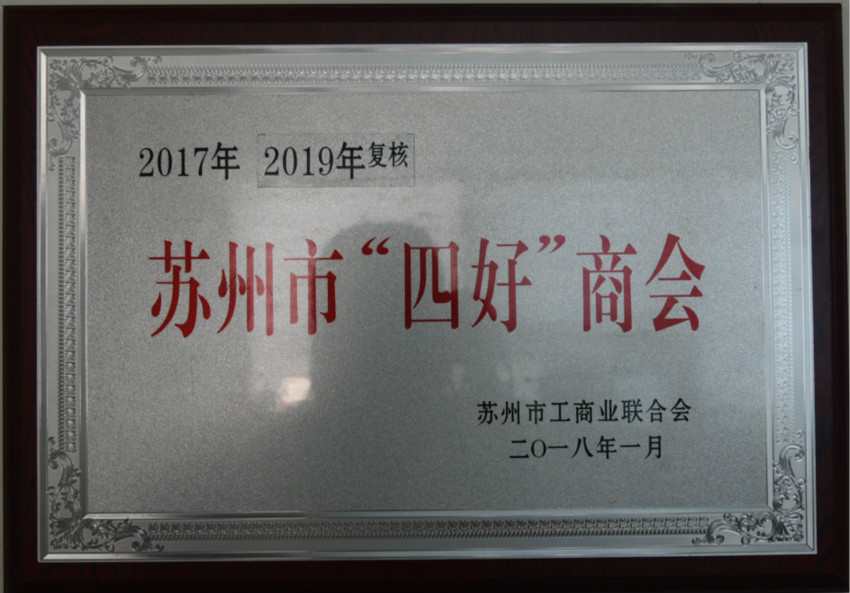 2017年 2019年复核
苏州市“四好”商会
苏州市工商业联合会
二〇一八年一月